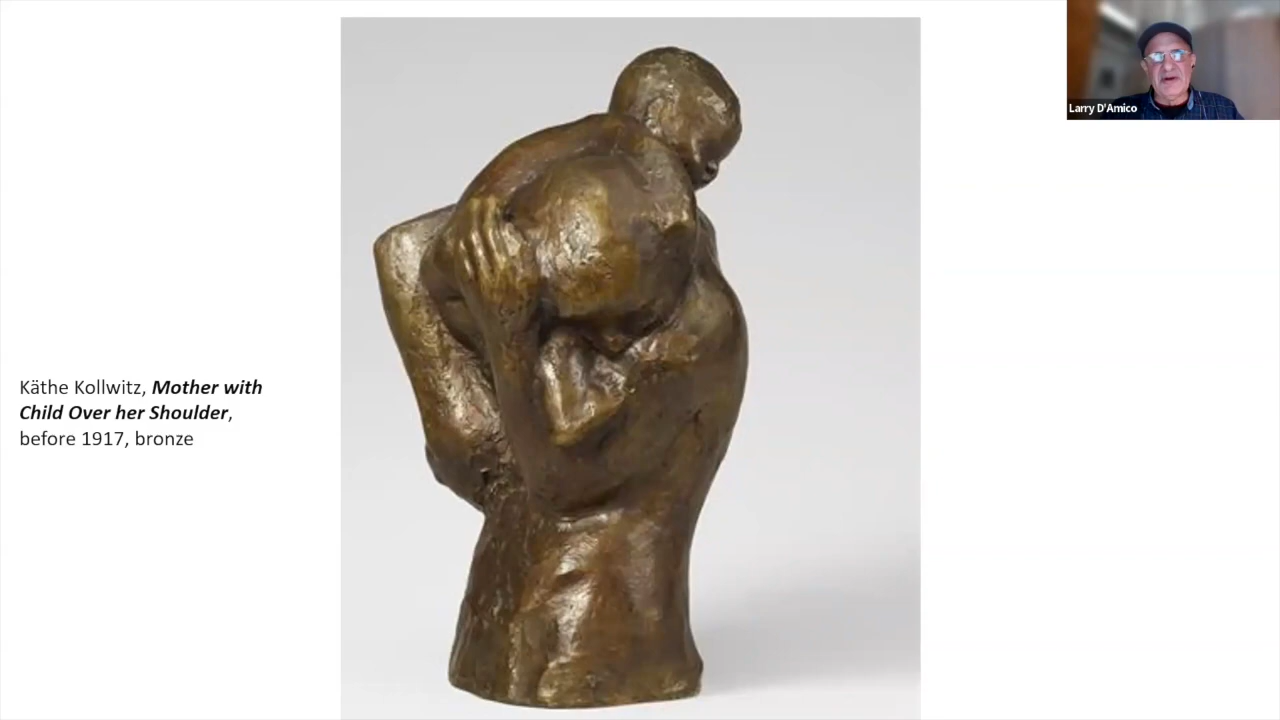 Käthe Kollwitz, Mother with
Child Over her Shoulder,
before 1917, bronze
Larry D'Amico